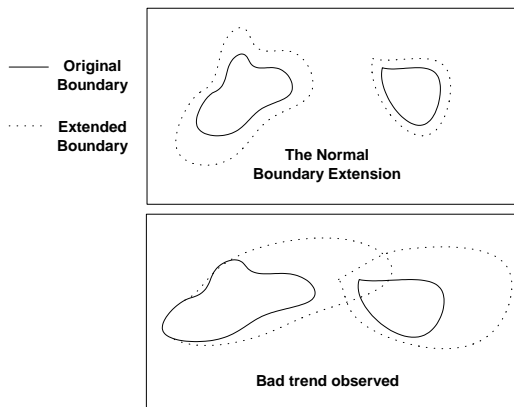 Original
Boundary
Extended
Boundary
The Normal
Boundary Extension
Bad trend observed